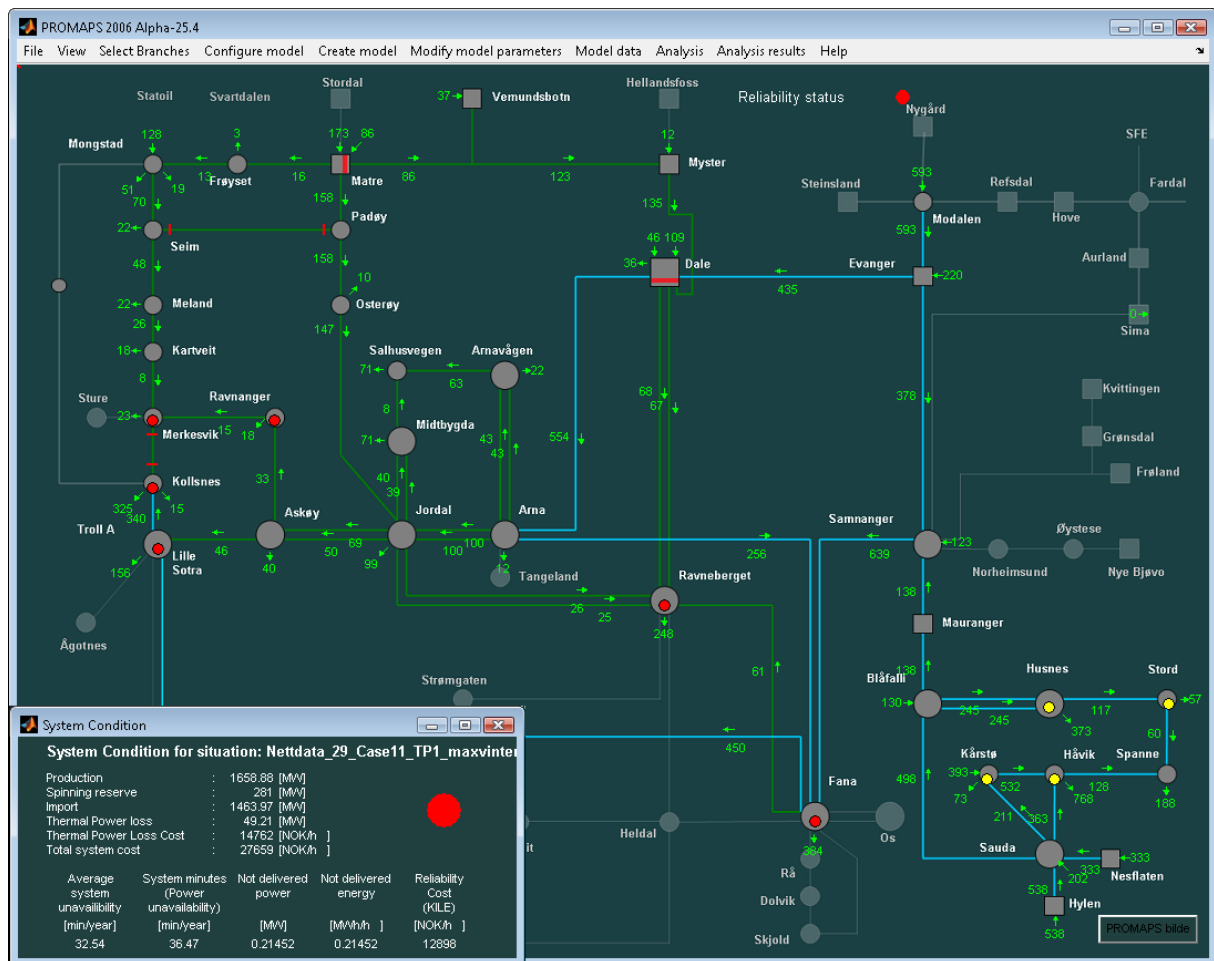 PROMAPS 2006 Alpha-25.4
File View Select Branches Configure model Create model Modify model parameters Model data Analysis Analysis results Help
Stordal
Hellandsfoss
Statoil Svartdalen 37 Vemundsbotn Reliability status
Nygård
128 3 173 86 12 SFE
Mongstad
Myster
13 16 86 123
51 19 Frøyset Matre 593
70 158 135 Steinsland Refsdal Fardal
Padøy Modalen Hove
22 46 109 593
Seim
48 158 36 Dale Evanger Aurland
10 220
435
22 Meland Osterøy
26 147 0
Sima
18 Kartveit Salhusvegen Arnavågen
71 22
8 63
378 Kvittingen
Sture Ravnanger 8 68
67
23 15 18 Midtbygda
Merkesvik 71 43 554 Grønsdal
43
33 40 Frøland
Kollsnes 39
325 15
340 Askøy Jordal Arna Samnanger
Troll A 123 Øystese
Lille
Sotra
46 50 69 100 100 256 639
99 Norheimsund Nye Bjøvo
156 40 12 Tangeland Ravneberget
138
26 25
Ågotnes 248 Mauranger
Strømgaten 61 138 Husnes Stord
Blåfalli
130 245 117 57
245 373 60
System Condition
System Condition for situation: Nettdata_29_Case11_TP1_maxvinter
450 Kårstø Håvik Spanne
498 393 532 128
Fana 73 768 188
Production : 1658.88 [MW]
Spinning reserve : 281 [MW]
Import : 1463.97 [MW]
Thermal Power loss : 49.21 [MW]
Thermal Power Loss Cost : 14762 [NOK/h ]
Total system cost : 27659 [NOK/h ]
211 363
Heldal Os
it 384 Sauda 333
Rå 202 333 Nesflaten
538
Dolvik Hylen
Skjold 538 PROMAPS bilde
Average system unavailibility
System minutes (Power unavailability)
Not delivered power
Not delivered energy
Reliability Cost (KILE)
[min/year] [min/year] [MW] [MWh/h ] [NOK/h ]
32.54 36.47 0.21452 0.21452 12898